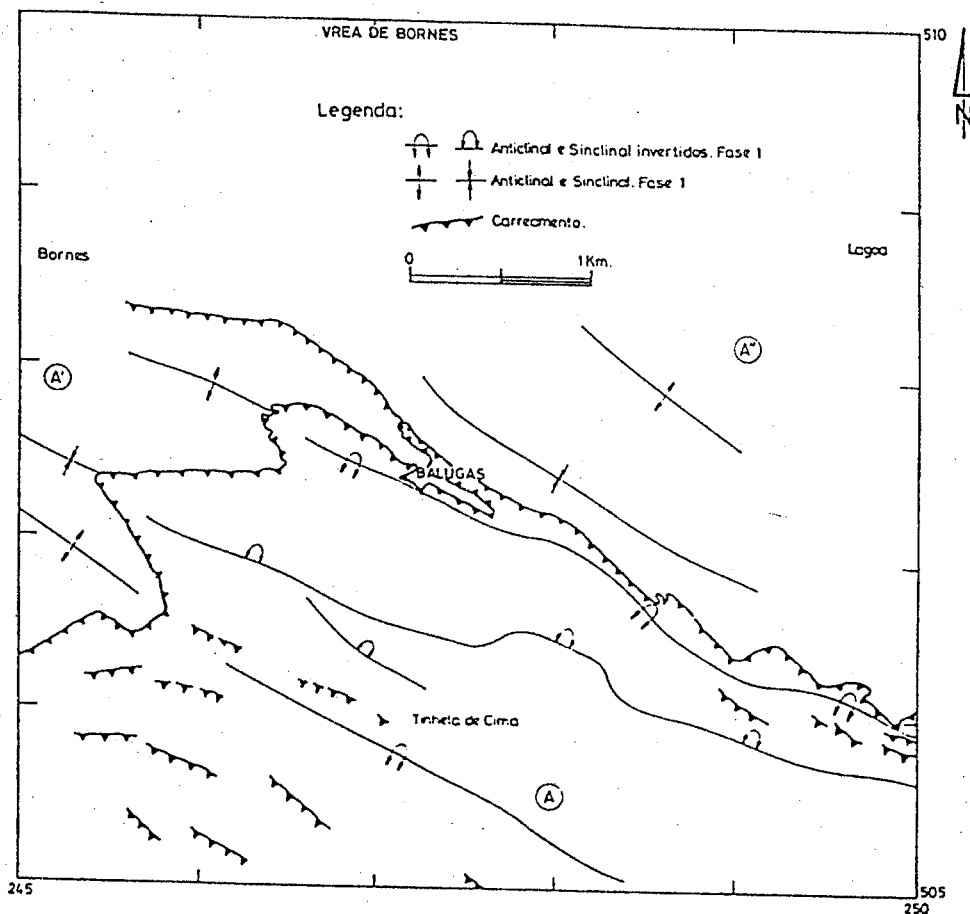 VREA DE BORNES
510
N
Legenda:
Anticlinal e Sinclinal invertidos. Fase 1
Anticlinal e Sinclinal. Fase 1
Carreamento.
0 1Km.
Bornes
Lagoa
A'
A"
BALUGAS
Tinhela de Cima
A
245
505
250